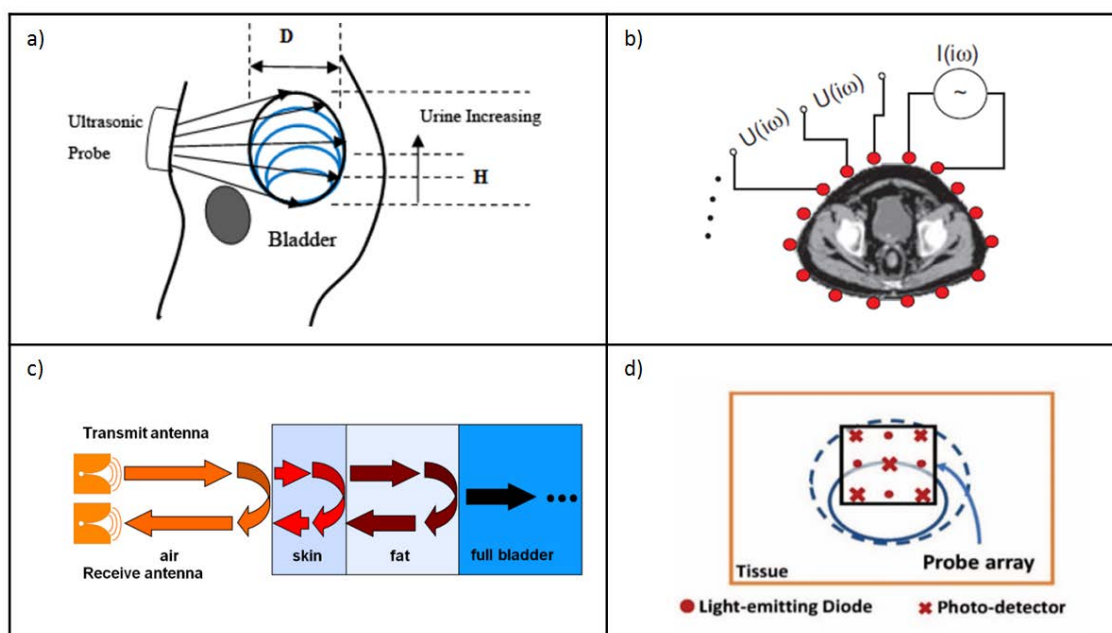 a)
D
Ultrasonic
Probe
Urine Increasing
H
Bladder
b)
I(iω)
~
U(iω)
U(iω)
c)
Transmit antenna
air
Receive antenna
skin
fat
full bladder
d)
Tissue
Probe array
Light-emitting Diode
Photo-detector